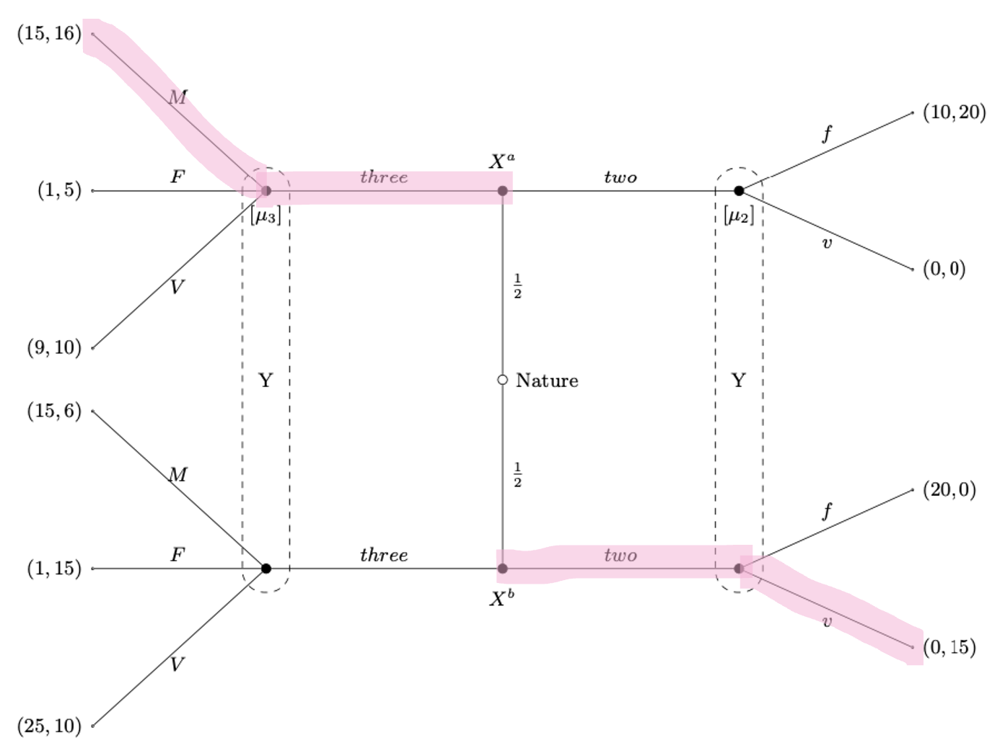 (15, 16)
M
(10, 20)
f
X^a
F
three
two
(1, 5)
[μ₃]
[μ₂]
v
(0, 0)
V
1/2
(9, 10)
Y
Nature
Y
(15, 6)
M
1/2
(20, 0)
f
F
three
two
(1, 15)
X^b
v
(0, 15)
V
(25, 10)